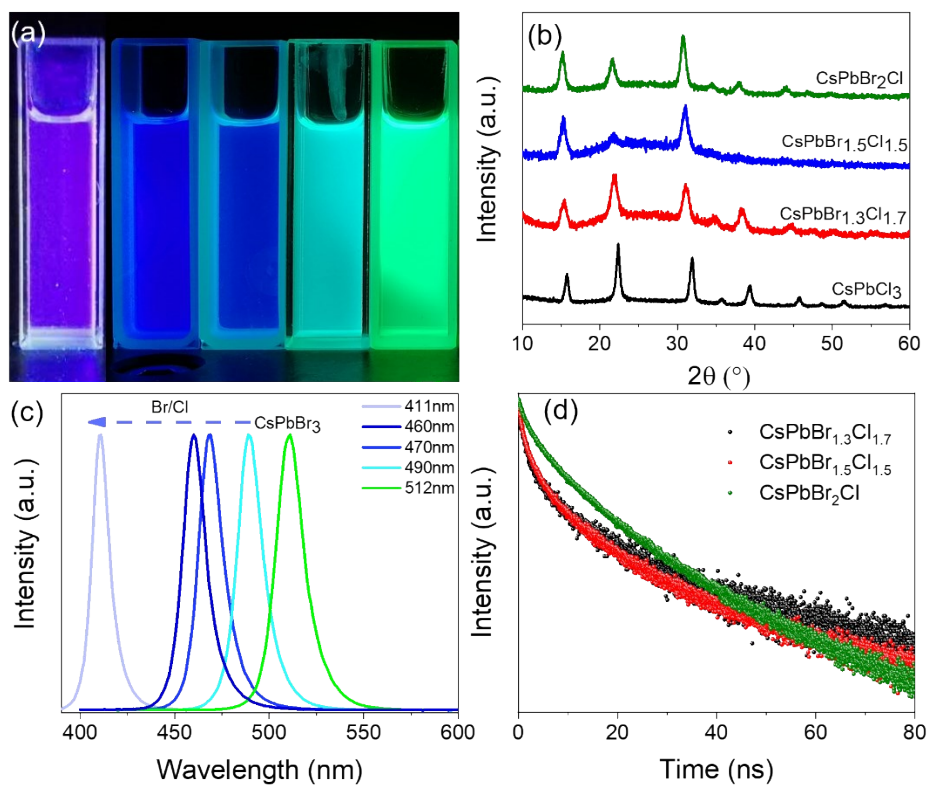 (a)
(b)
Intensity (a.u.)
CsPbBr₂Cl
CsPbBr₁.₅Cl₁.₅
CsPbBr₁.₃Cl₁.₇
CsPbCl₃
10 20 30 40 50 60
2θ (°)
(c)
Intensity (a.u.)
Br/Cl
CsPbBr₃
411nm
460nm
470nm
490nm
512nm
400 450 500 550 600
Wavelength (nm)
(d)
Intensity (a.u.)
CsPbBr₁.₃Cl₁.₇
CsPbBr₁.₅Cl₁.₅
CsPbBr₂Cl
0 20 40 60 80
Time (ns)